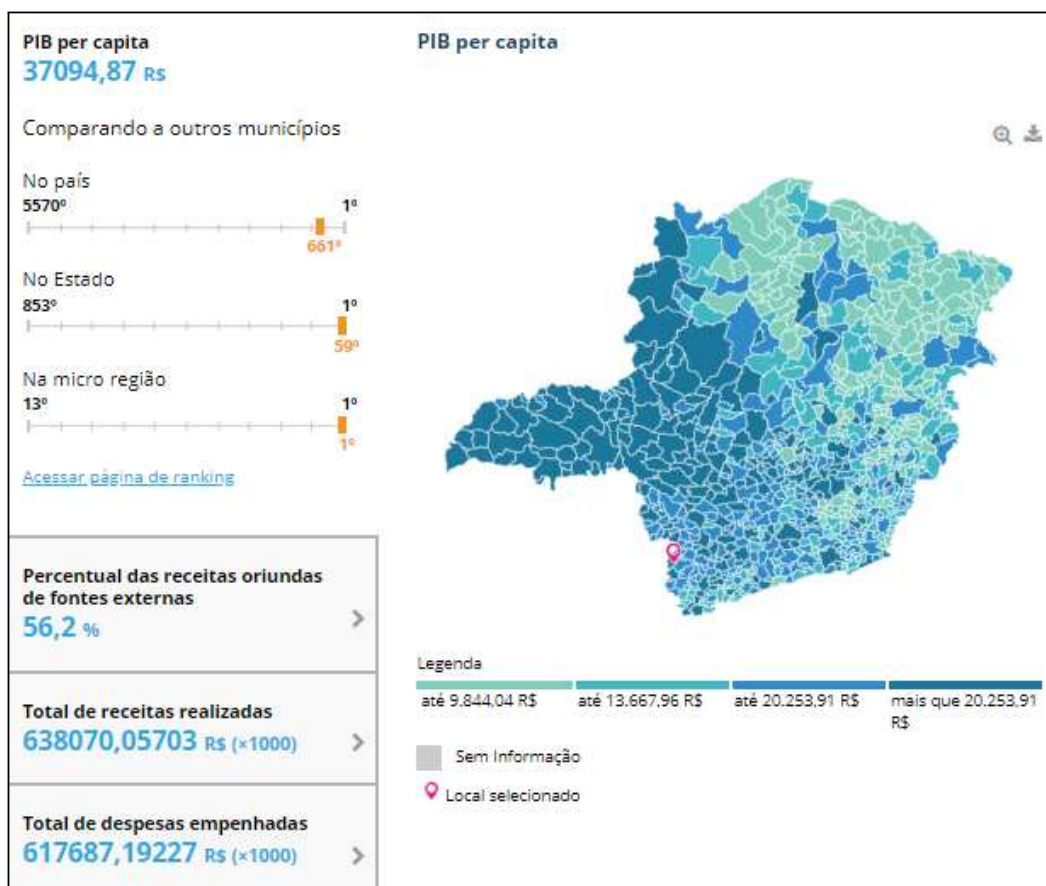 PIB per capita
37094,87 R$
Comparando a outros municípios
No país
5570º 1º
661º
No Estado
853º 1º
59º
Na micro região
13º 1º
1º
Acessar página de ranking
Percentual das receitas oriundas
de fontes externas
56,2 %
Total de receitas realizadas
638070,05703 R$ (×1000)
Total de despesas empenhadas
617687,19227 R$ (×1000)
PIB per capita
Legenda
até 9.844,04 R$ até 13.667,96 R$ até 20.253,91 R$ mais que 20.253,91
R$
Sem Informação
Local selecionado